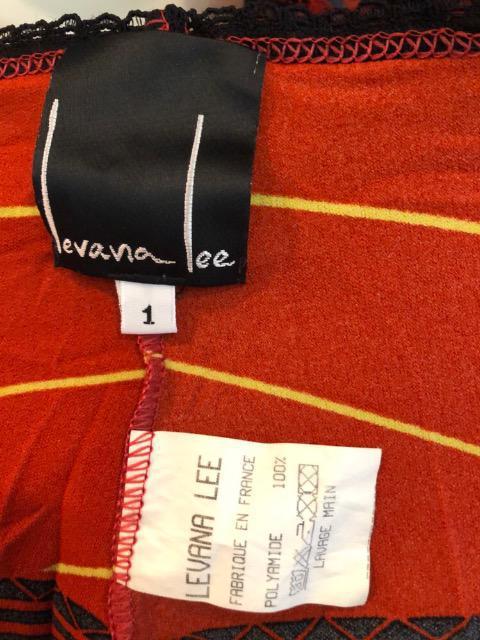 levana lee
1
LEVANA LEE
FABRIQUE EN FRANCE
POLYAMIDE 100%
LAVAGE MAIN